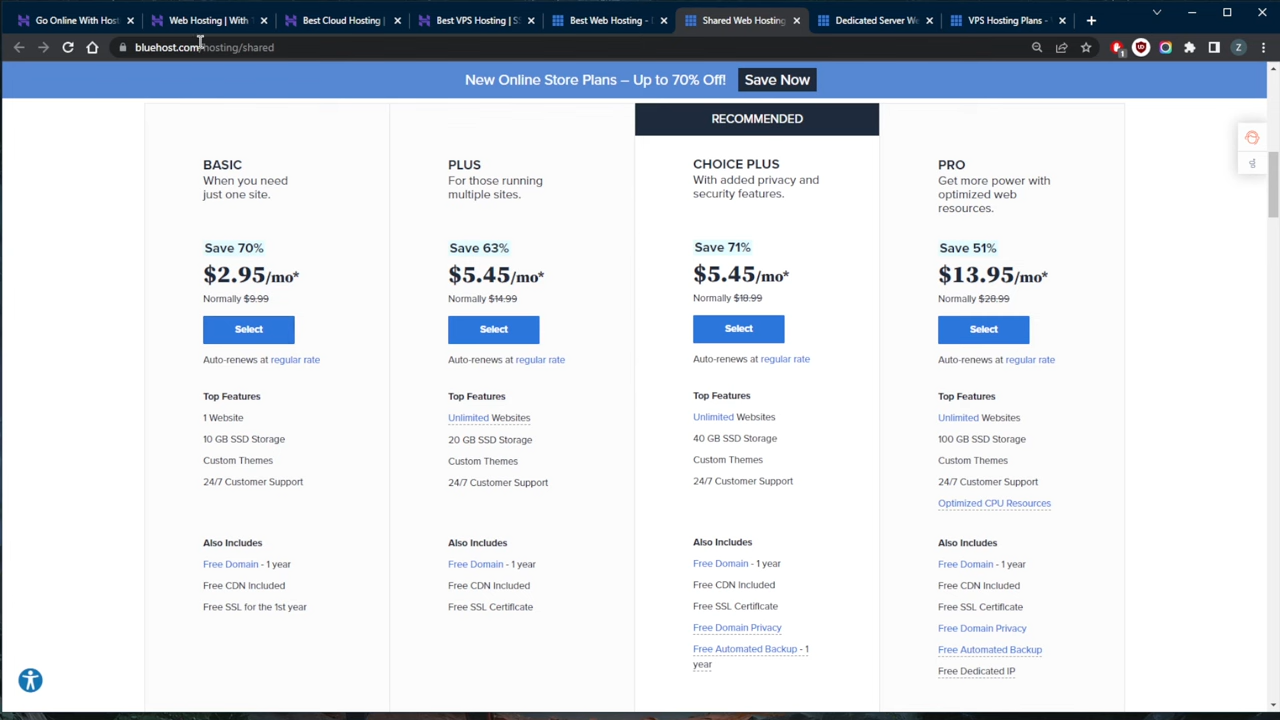 Go Online With Host
Web Hosting | With
Best Cloud Hosting |
Best VPS Hosting | S
Best Web Hosting -
Shared Web Hosting
Dedicated Server We
VPS Hosting Plans -
bluehost.com/hosting/shared
1
Z
New Online Store Plans – Up to 70% Off! Save Now
RECOMMENDED
BASIC
When you need
just one site.
Save 70%
$2.95/mo*
Normally $9.99
Select
Auto-renews at regular rate
Top Features
1 Website
10 GB SSD Storage
Custom Themes
24/7 Customer Support
Also Includes
Free Domain - 1 year
Free CDN Included
Free SSL for the 1st year
PLUS
For those running
multiple sites.
Save 63%
$5.45/mo*
Normally $14.99
Select
Auto-renews at regular rate
Top Features
Unlimited Websites
20 GB SSD Storage
Custom Themes
24/7 Customer Support
Also Includes
Free Domain - 1 year
Free CDN Included
Free SSL Certificate
CHOICE PLUS
With added privacy and
security features.
Save 71%
$5.45/mo*
Normally $18.99
Select
Auto-renews at regular rate
Top Features
Unlimited Websites
40 GB SSD Storage
Custom Themes
24/7 Customer Support
Also Includes
Free Domain - 1 year
Free CDN Included
Free SSL Certificate
Free Domain Privacy
Free Automated Backup - 1
year
PRO
Get more power with
optimized web
resources.
Save 51%
$13.95/mo*
Normally $28.99
Select
Auto-renews at regular rate
Top Features
Unlimited Websites
100 GB SSD Storage
Custom Themes
24/7 Customer Support
Optimized CPU Resources
Also Includes
Free Domain - 1 year
Free CDN Included
Free SSL Certificate
Free Domain Privacy
Free Automated Backup
Free Dedicated IP